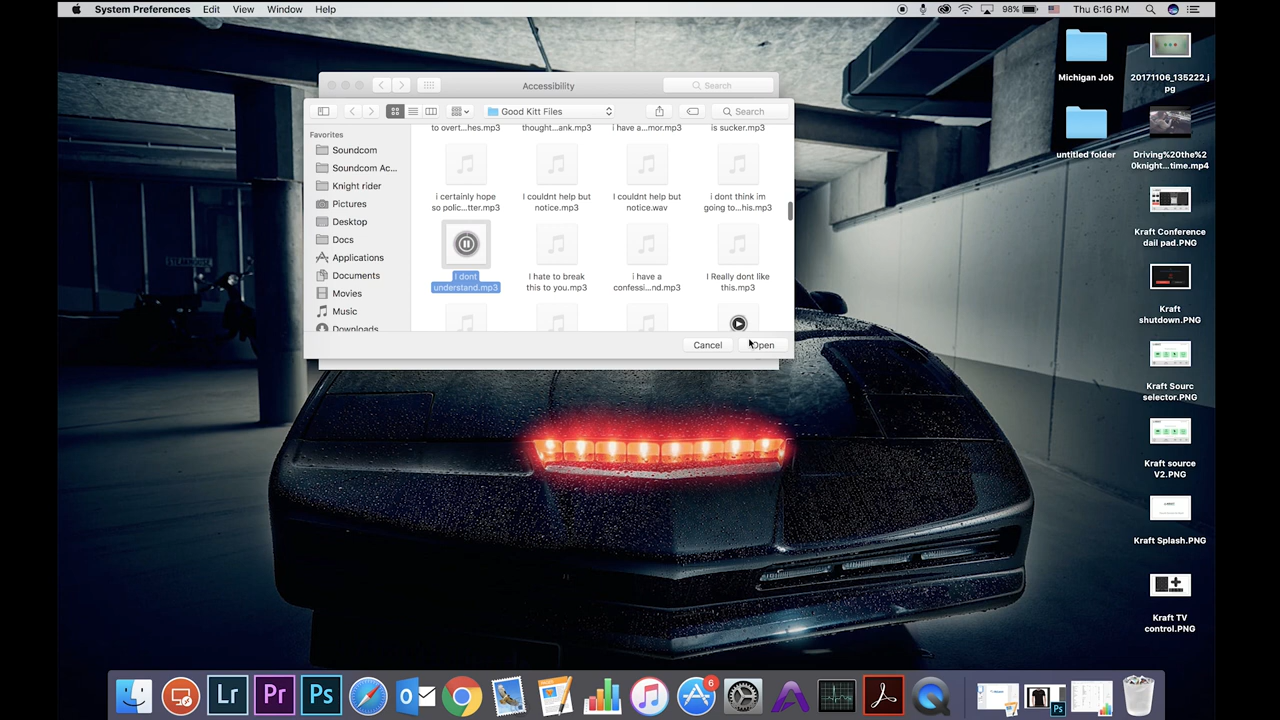 System Preferences Edit View Window Help
98% Thu 6:16 PM
Accessibility
Search
Good Kitt Files
Search
Favorites
Soundcom
Soundcom Ac...
Knight rider
Pictures
Desktop
Docs
Applications
Documents
Movies
Music
Downloads
to overt...hes.mp3
thought....ank.mp3
i have a...mor.mp3
is sucker.mp3
i certainly hope
so polic...tter.mp3
I couldnt help but
notice.mp3
I couldnt help but
notice.wav
i dont think im
going to...his.mp3
I dont
understand.mp3
I hate to break
this to you.mp3
i have a
confessi...nd.mp3
I Really dont like
this.mp3
Cancel
Open
Michigan Job
20171106_135222.j
pg
untitled folder
Driving%20the%20
knight...time.mp4
Kraft Conference
dail pad.PNG
Kraft
shutdown.PNG
Kraft Sourc
selector.PNG
Kraft source
V2.PNG
Kraft Splash.PNG
Kraft TV
control.PNG
STEAKHOUSE
Lr
Pr
Ps
6
Ps